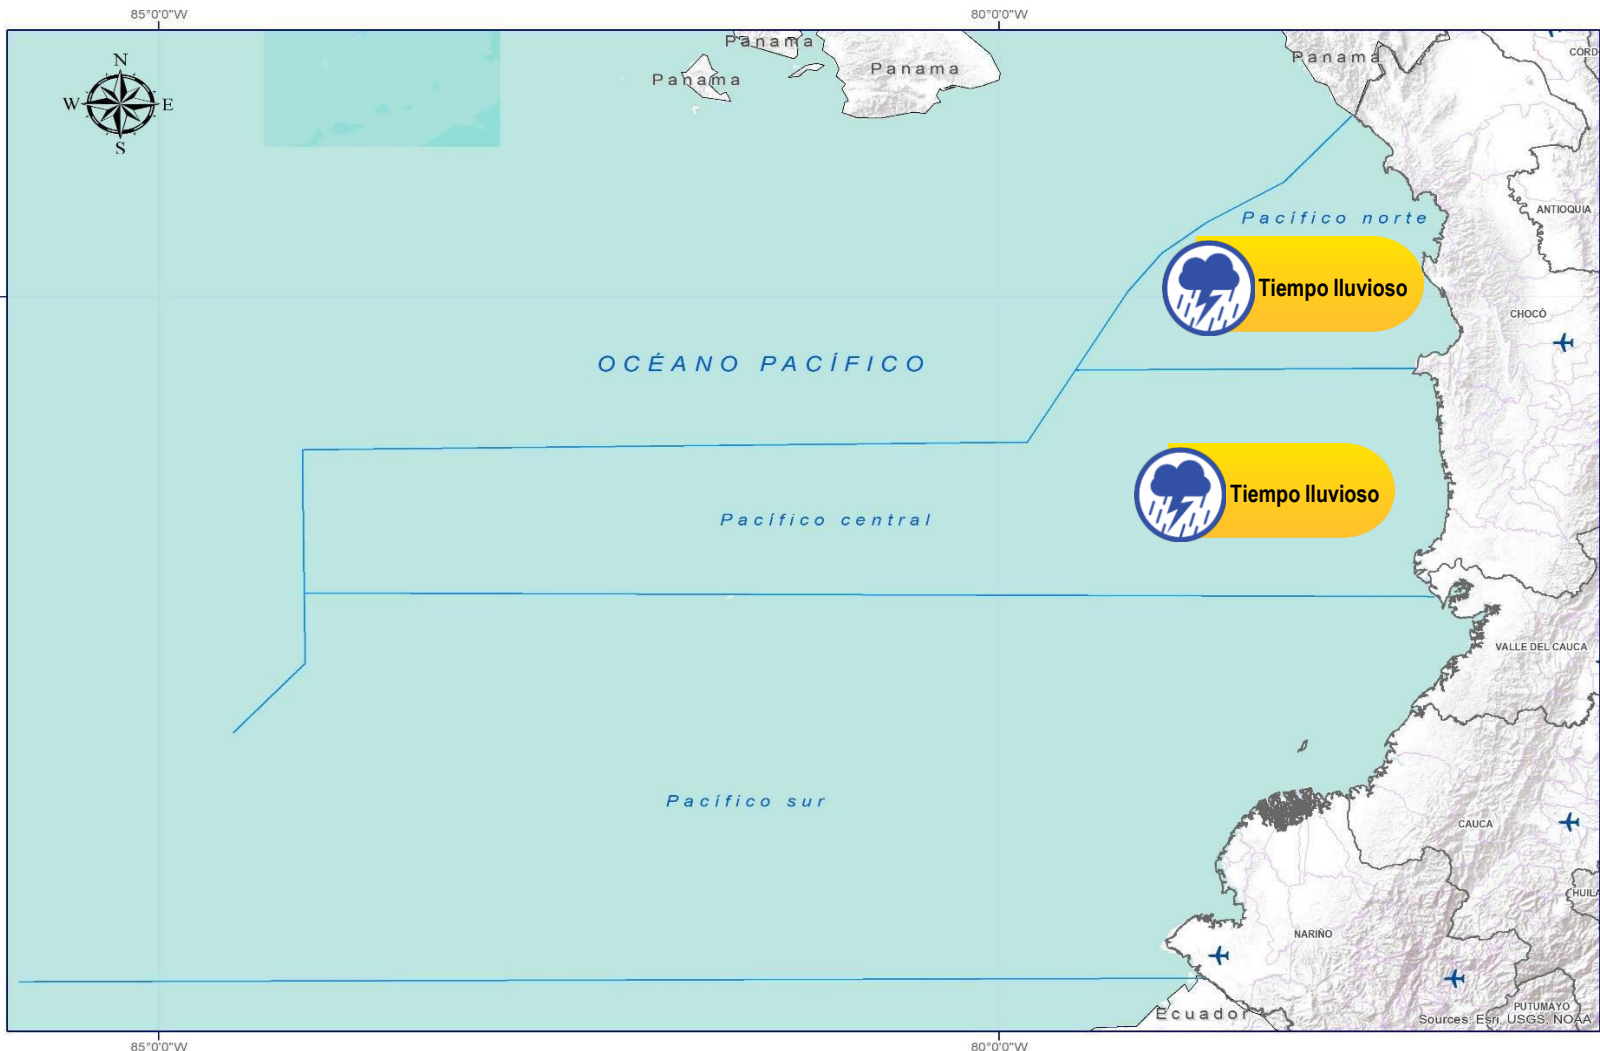 85°0'0"W
80°0'0"W
Panama
Panama
Panama
Panama
N
W
E
S
ANTIOQUIA
Pacífico norte
Tiempo lluvioso
CHOCÓ
OCÉANO PACÍFICO
Tiempo lluvioso
Pacífico central
VALLE DEL CAUCA
Pacífico sur
CAUCA
HUILA
NARIÑO
PUTUMAYO
Ecuador
Sources: Esri, USGS, NOAA
85°0'0"W
80°0'0"W